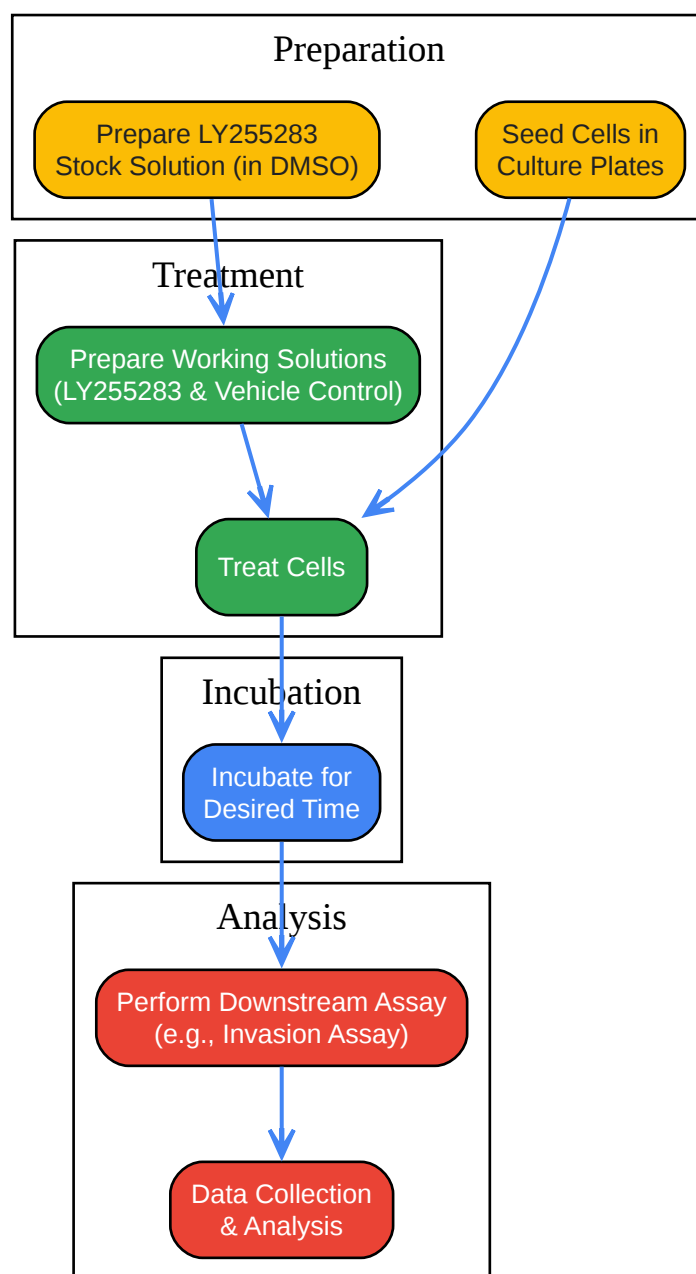 Preparation
Prepare LY255283
Stock Solution (in DMSO)
Seed Cells in
Culture Plates
Treatment
Prepare Working Solutions
(LY255283 & Vehicle Control)
Treat Cells
Incubation
Incubate for
Desired Time
Analysis
Perform Downstream Assay
(e.g., Invasion Assay)
Data Collection
& Analysis